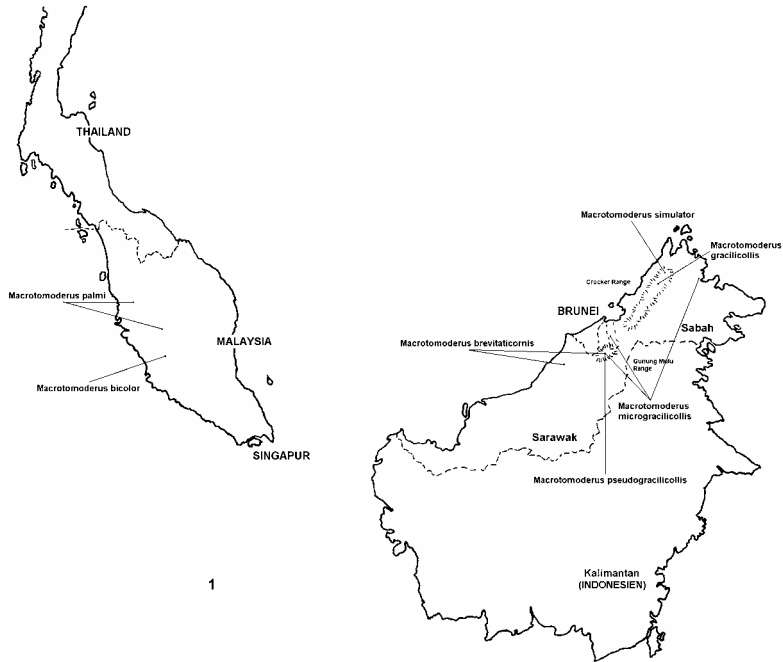 THAILAND
Macrotomoderus palmi
MALAYSIA
Macrotomoderus bicolor
SINGAPUR
1
Macrotomoderus simulator
Macrotomoderus
gracilicollis
Crocker Range
BRUNEI
Sabah
Macrotomoderus brevitaticornis
Gunung Mulu
Range
Macrotomoderus
microgracilicollis
Sarawak
Macrotomoderus pseudogracilicollis
Kalimantan
(INDONESIEN)